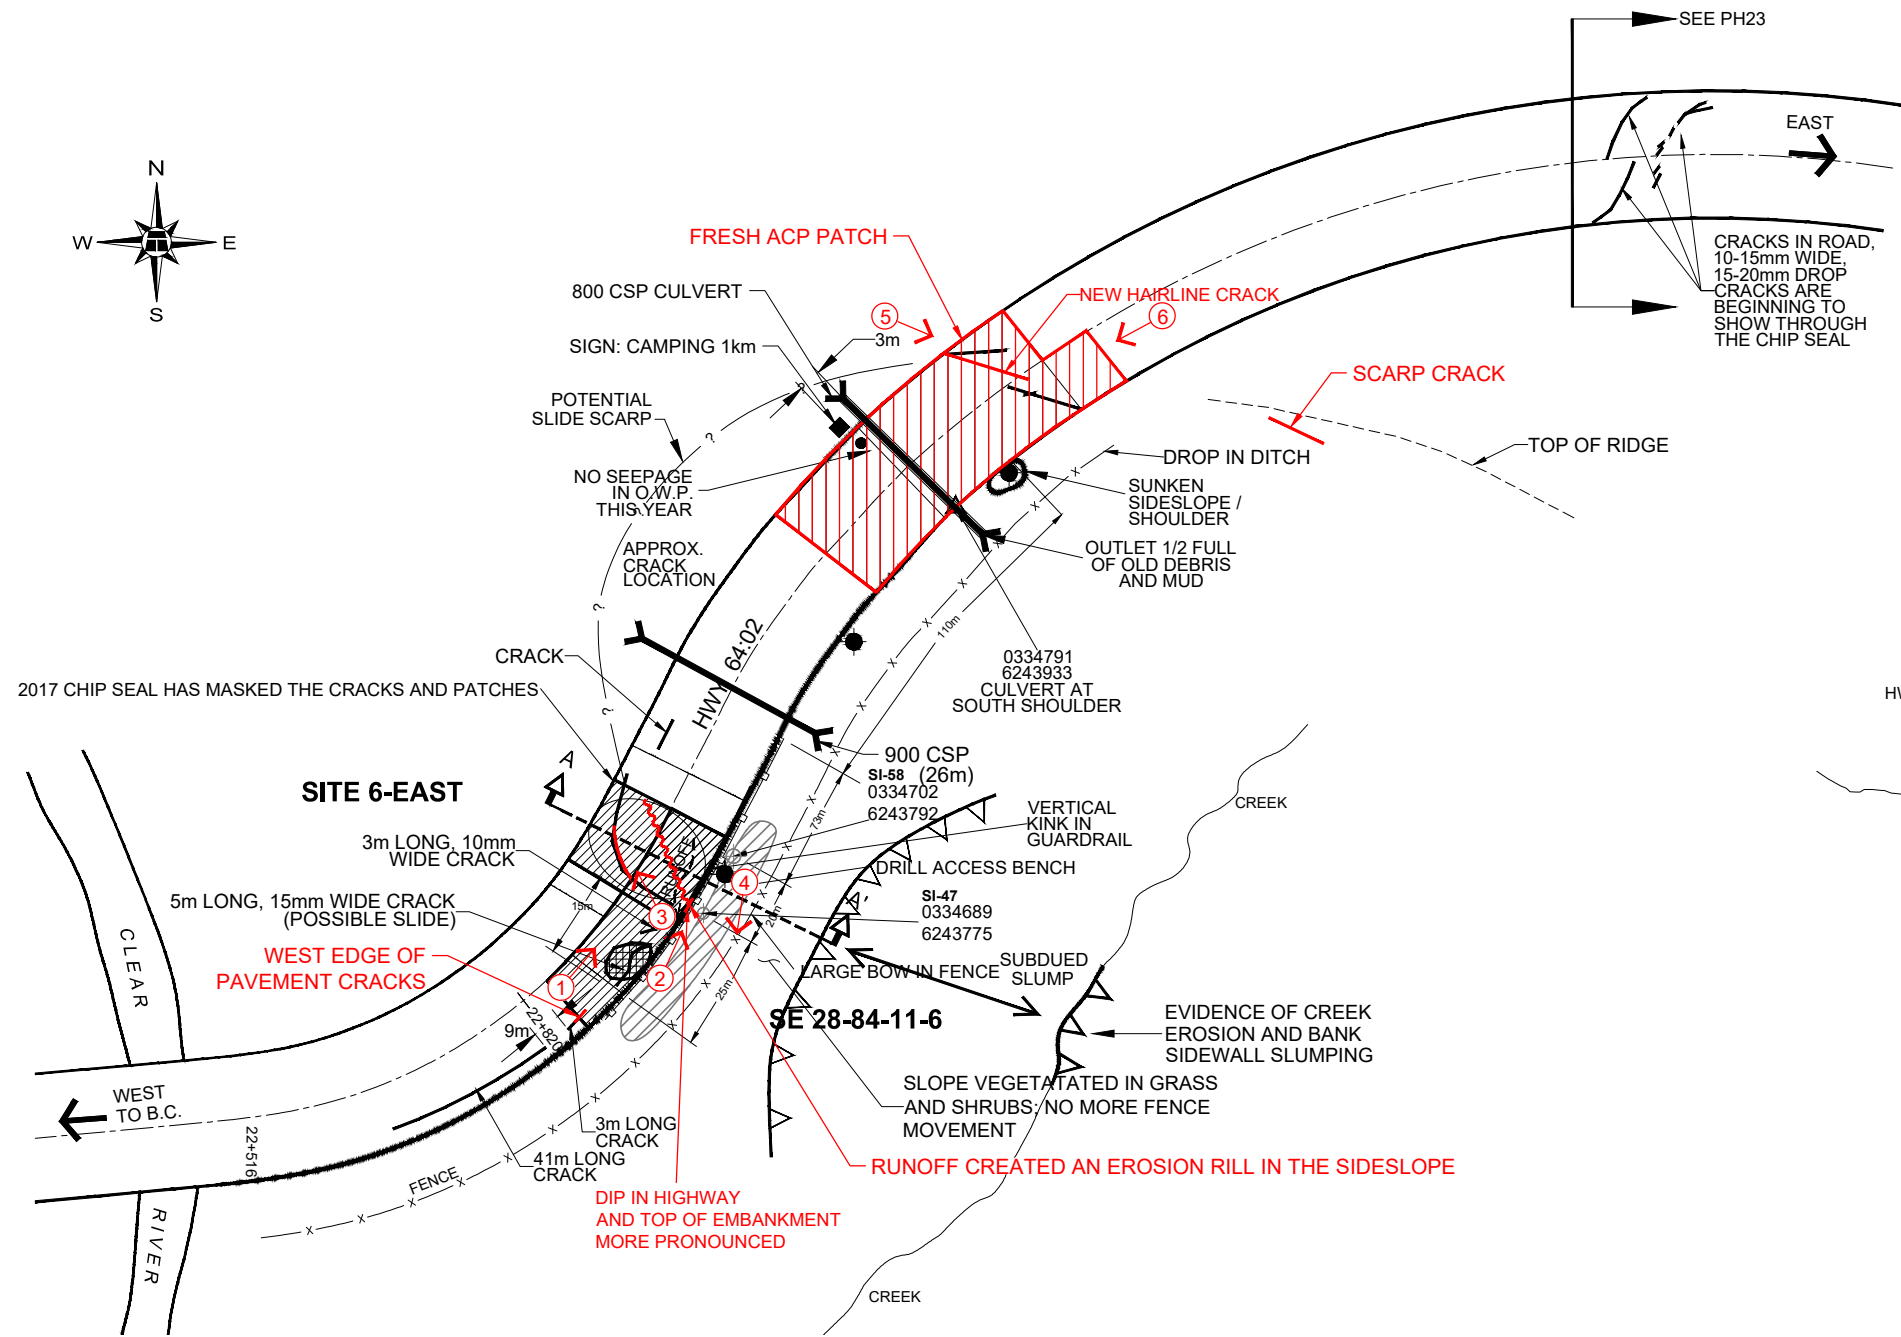 SEE PH23
EAST
N
W
E
S
FRESH ACP PATCH
800 CSP CULVERT
NEW HAIRLINE CRACK
5
6
3m
SIGN: CAMPING 1km
CRACKS IN ROAD,
10-15mm WIDE,
15-20mm DROP
CRACKS ARE
BEGINNING TO
SHOW THROUGH
THE CHIP SEAL
SCARP CRACK
POTENTIAL
SLIDE SCARP
?
?
TOP OF RIDGE
DROP IN DITCH
NO SEEPAGE
IN O.W.P.
THIS YEAR
?
SUNKEN
SIDESLOPE /
SHOULDER
APPROX.
CRACK
LOCATION
OUTLET 1/2 FULL
OF OLD DEBRIS
AND MUD
?
110m
HWY 64:02
CRACK
0334791
6243933
CULVERT AT
SOUTH SHOULDER
2017 CHIP SEAL HAS MASKED THE CRACKS AND PATCHES
?
HW
A
900 CSP
SI-58 (26m)
0334702
6243792
SITE 6-EAST
CREEK
VERTICAL
KINK IN
GUARDRAIL
73m
3m LONG, 10mm
WIDE CRACK
DRILL ACCESS BENCH
4
SI-47
0334689
6243775
A'
5m LONG, 15mm WIDE CRACK
(POSSIBLE SLIDE)
15m
3
20m
CLEAR
WEST EDGE OF
PAVEMENT CRACKS
1
2
25m
LARGE BOW IN FENCE
SUBDUED
SLUMP
SE 28-84-11-6
22+820
9m
EVIDENCE OF CREEK
EROSION AND BANK
SIDEWALL SLUMPING
WEST
TO B.C.
SLOPE VEGETATATED IN GRASS
AND SHRUBS; NO MORE FENCE
MOVEMENT
22+516
3m LONG
CRACK
41m LONG
CRACK
FENCE
RUNOFF CREATED AN EROSION RILL IN THE SIDESLOPE
DIP IN HIGHWAY
AND TOP OF EMBANKMENT
MORE PRONOUNCED
RIVER
CREEK